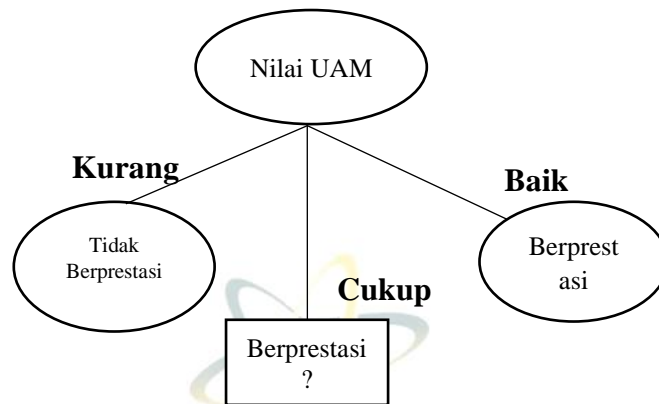 Nilai UAM
Kurang
Baik
Tidak
Berprestasi
Berprest
asi
Cukup
Berprestasi
?